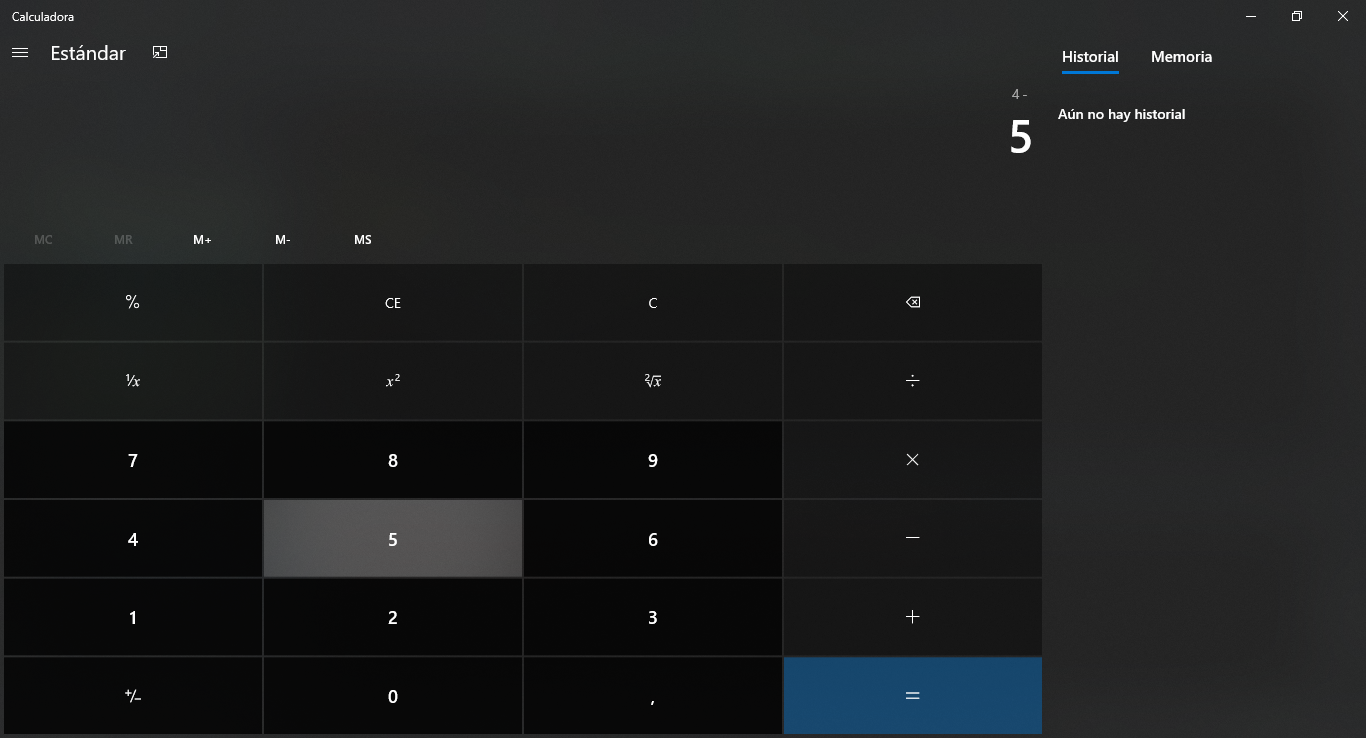 Calculadora
Estándar
Historial Memoria
4 -
Aún no hay historial
5
MC MR M+ M- MS
% CE C
¹/x x² ²√x ÷
7 8 9 ×
4 5 6 −
1 2 3 +
+/− 0 , =